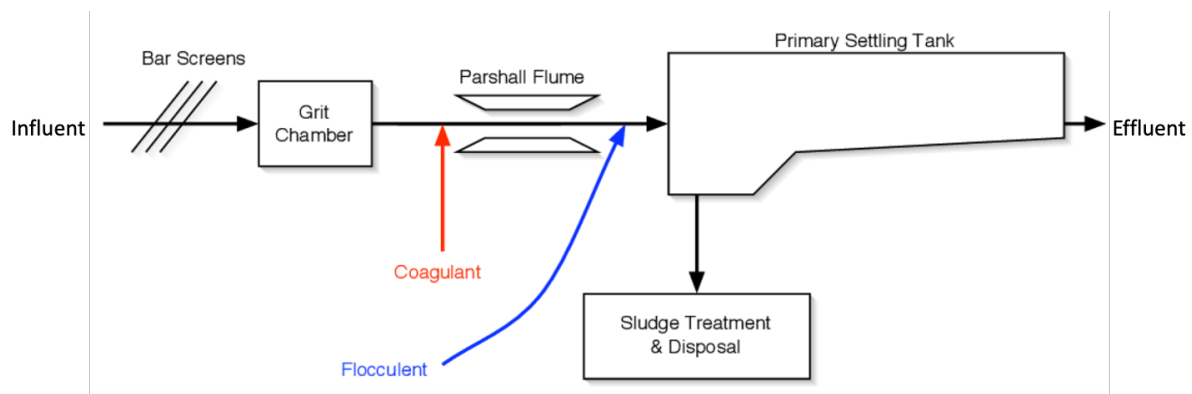 Primary Settling Tank
Bar Screens
Parshall Flume
Grit
Chamber
Influent
Effluent
Coagulant
Sludge Treatment
& Disposal
Flocculent